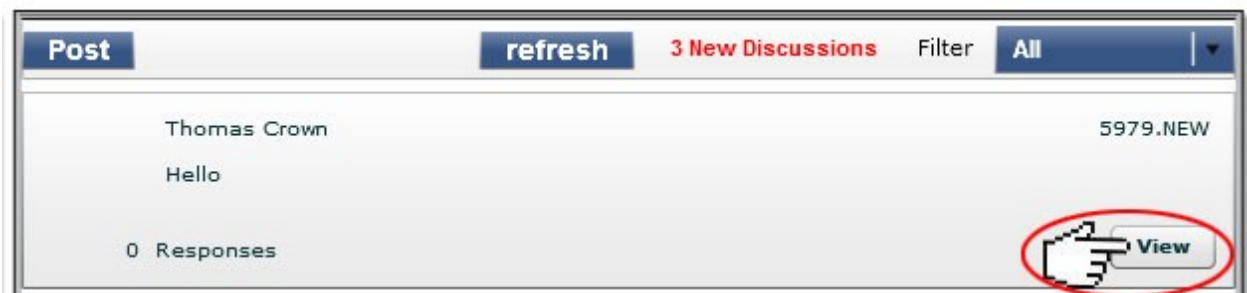 Post refresh 3 New Discussions Filter All
Thomas Crown 5979.NEW
Hello
0 Responses View